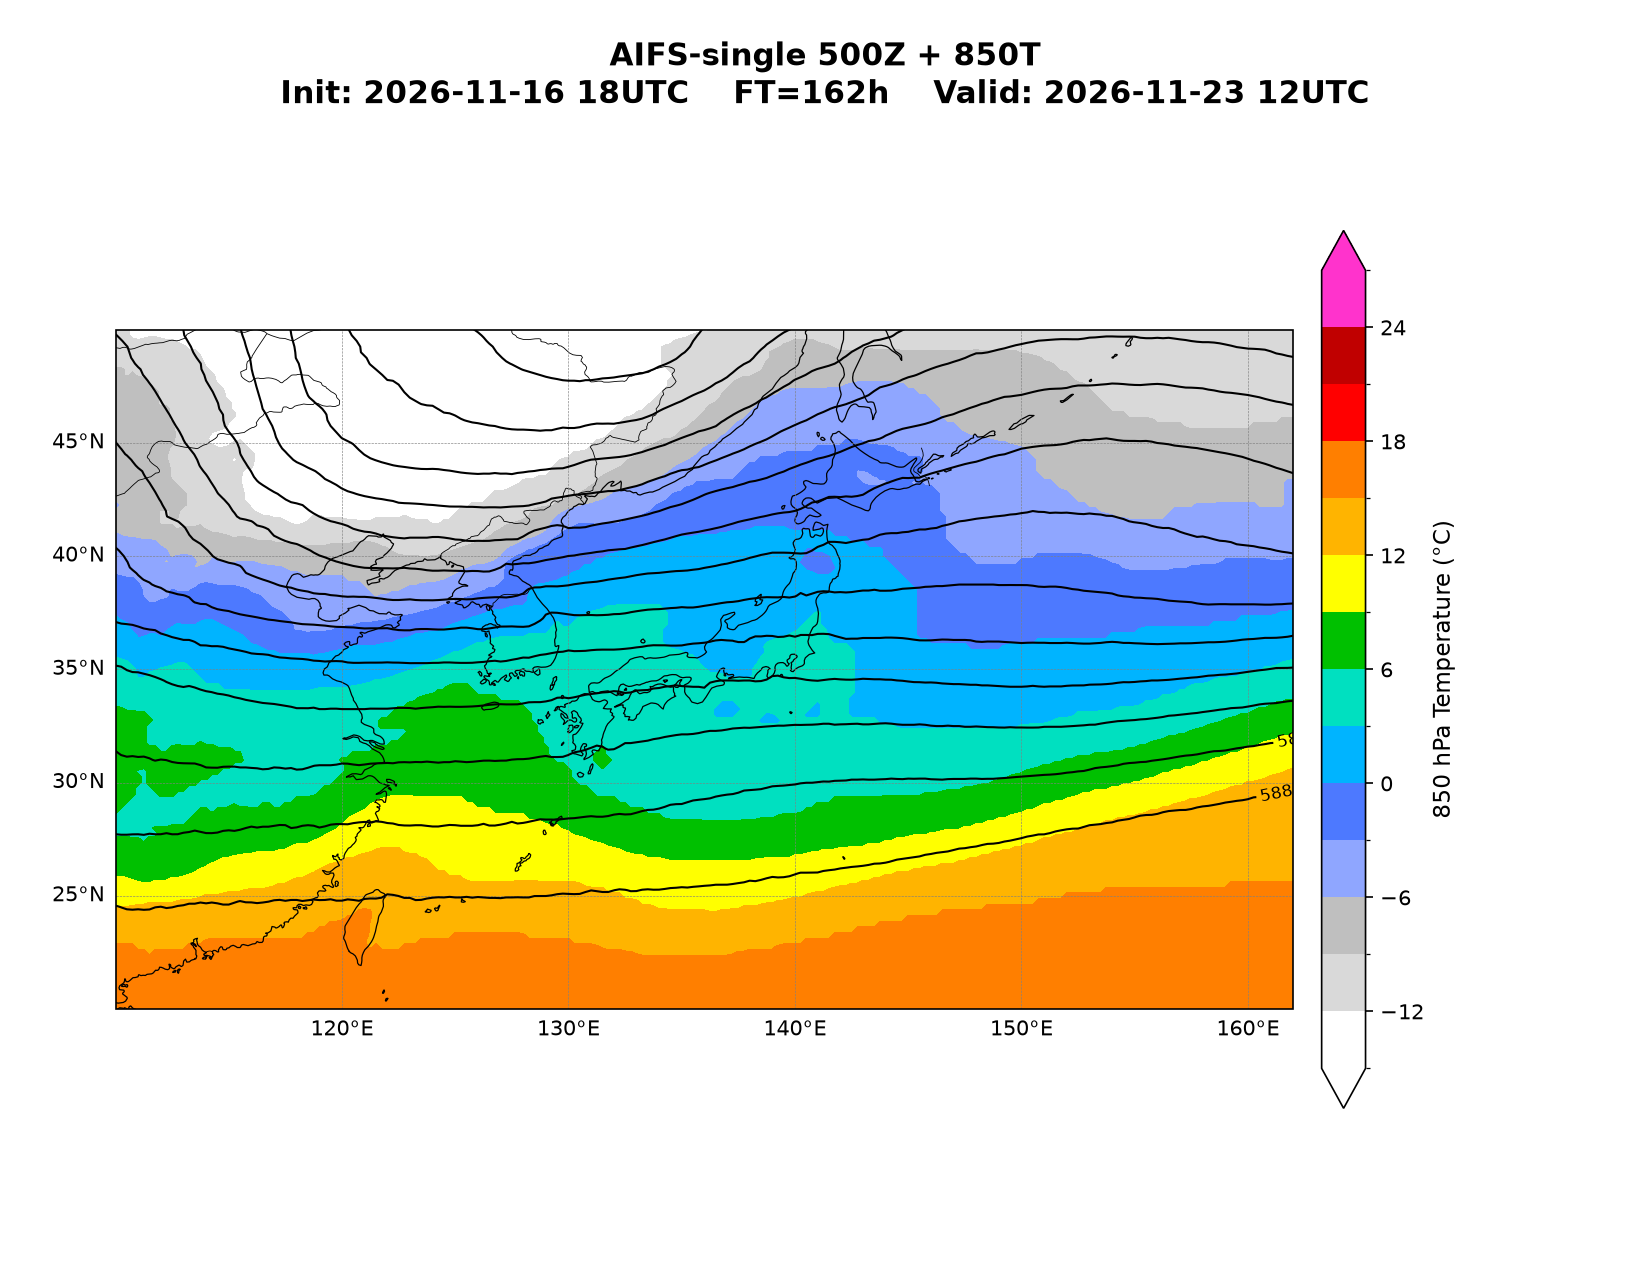 AIFS-single 500Z + 850T
Init: 2026-11-16 18UTC    FT=162h    Valid: 2026-11-23 12UTC
24
18
12
6
0
−6
−12
850 hPa Temperature (°C)
45°N
40°N
35°N
30°N
25°N
58
588
120°E
130°E
140°E
150°E
160°E